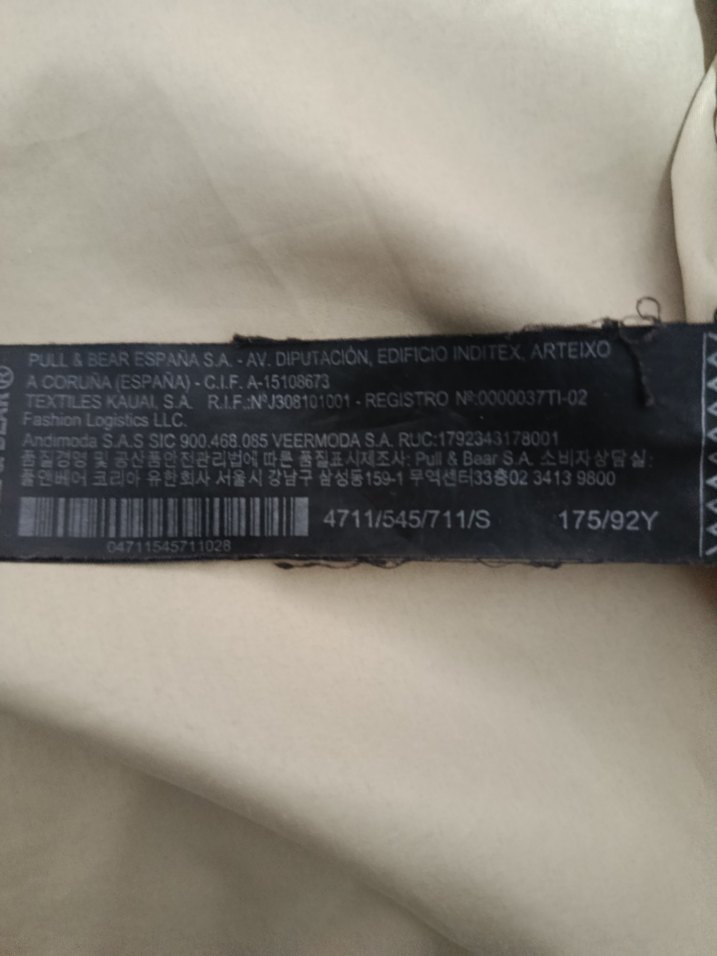 PULL & BEAR ESPAÑA S.A. - AV. DIPUTACIÓN, EDIFICIO INDITEX, ARTEIXO
A CORUÑA (ESPAÑA) - C.I.F. A-15108673
TEXTILES KAUAI, S.A. R.I.F.:NºJ308101001 - REGISTRO Nº:0000037TI-02
Fashion Logistics LLC.
Andimoda S.A.S SIC 900.468.085 VEERMODA S.A. RUC:1792343178001
품질경영 및 공산품안전관리법에 따른 품질표시제조사: Pull & Bear S.A. 소비자상담실:
풀앤베어 코리아 유한회사 서울시 강남구 삼성동159-1 무역센터33층02 3413 9800
4711/545/711/S 175/92Y
04711545711028
BEAR®